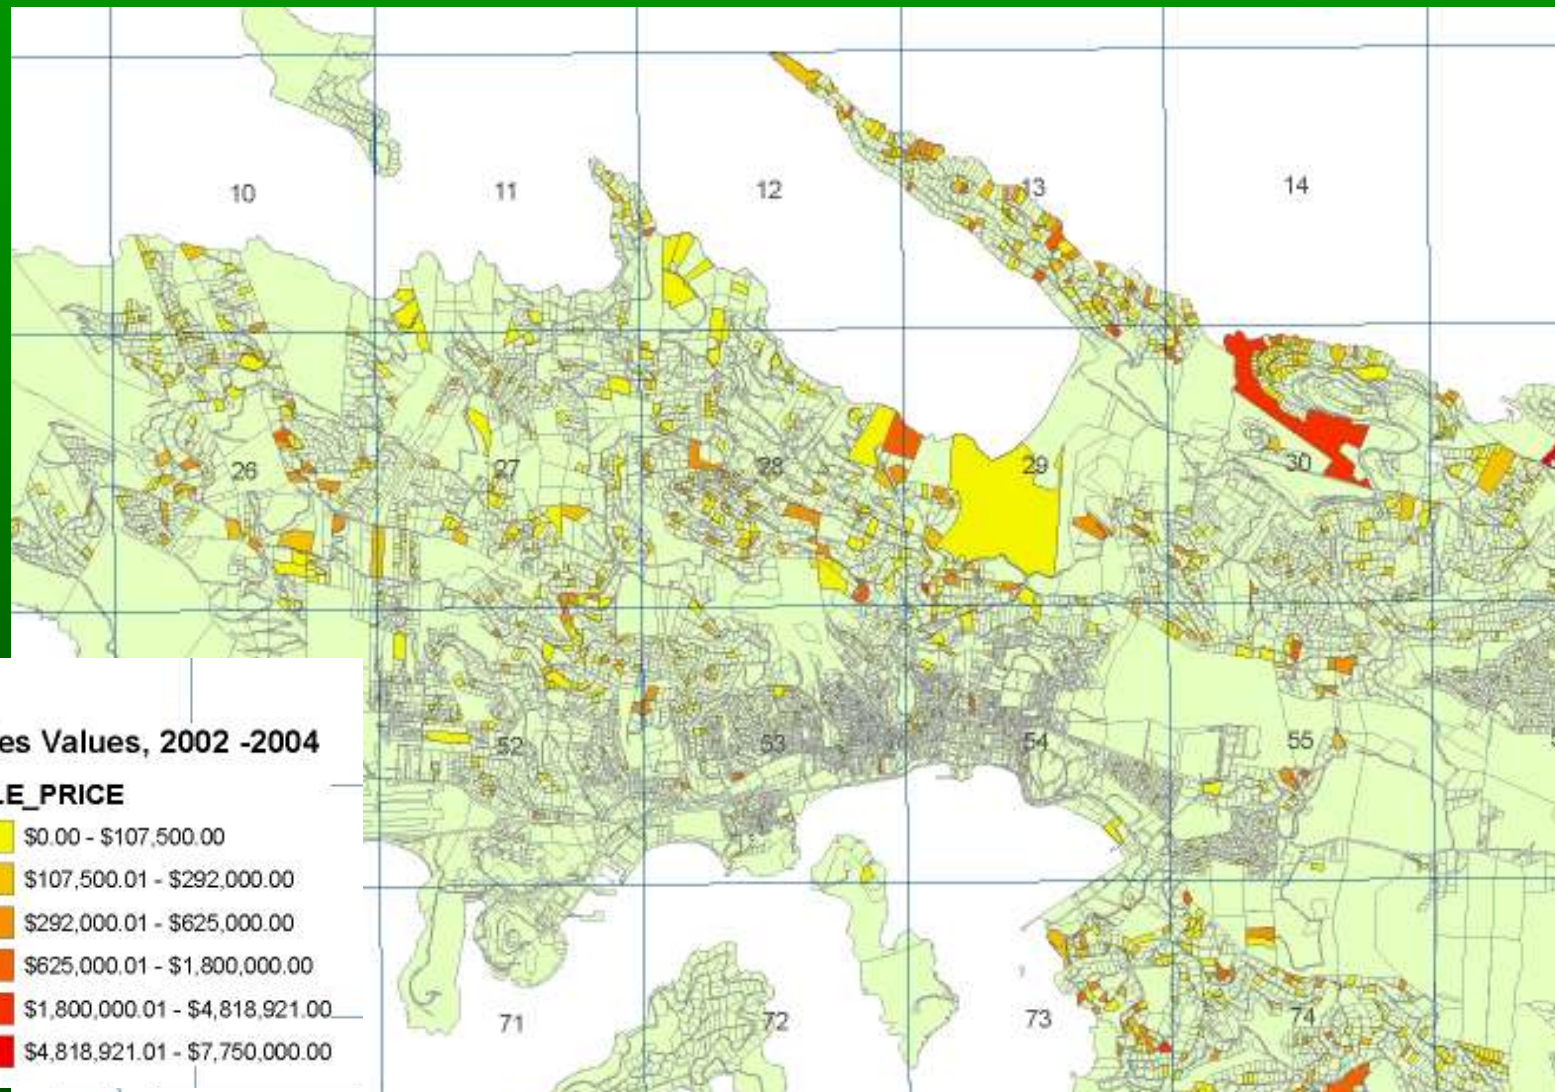 10
11
12
13
14
26
27
28
29
30
52
53
54
55
71
72
73
74
es Values, 2002 -2004
LE_PRICE
$0.00 - $107,500.00
$107,500.01 - $292,000.00
$292,000.01 - $625,000.00
$625,000.01 - $1,800,000.00
$1,800,000.01 - $4,818,921.00
$4,818,921.01 - $7,750,000.00